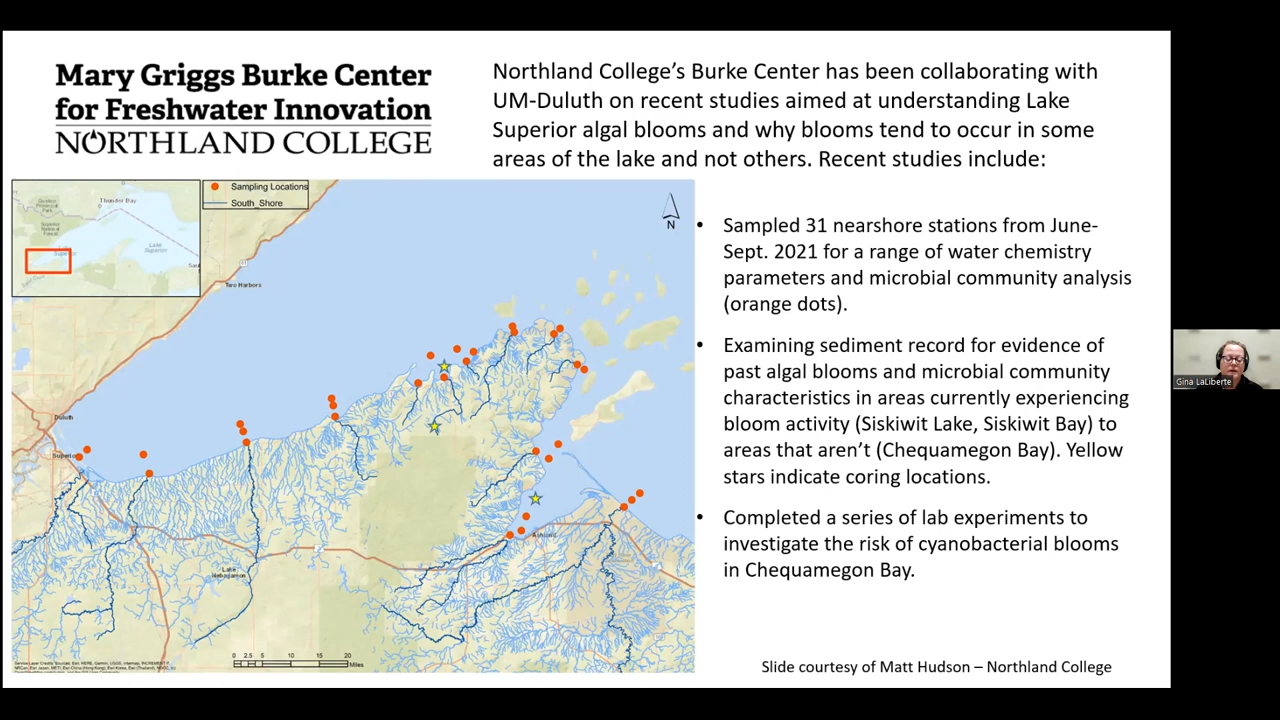 Mary Griggs Burke Center
for Freshwater Innovation
NORTHLAND COLLEGE
Northland College's Burke Center has been collaborating with
UM-Duluth on recent studies aimed at understanding Lake
Superior algal blooms and why blooms tend to occur in some
areas of the lake and not others. Recent studies include:
Thunder Bay
Lake
Superior
Sampling Locations
South_Shore
N
Two Harbors
Duluth
Superior
Ashland
Lake
Nebagamon
0 2.5 5 10 15 20
Miles
• Sampled 31 nearshore stations from June-
Sept. 2021 for a range of water chemistry
parameters and microbial community analysis
(orange dots).
• Examining sediment record for evidence of
past algal blooms and microbial community
characteristics in areas currently experiencing
bloom activity (Siskiwit Lake, Siskiwit Bay) to
areas that aren't (Chequamegon Bay). Yellow
stars indicate coring locations.
• Completed a series of lab experiments to
investigate the risk of cyanobacterial blooms
in Chequamegon Bay.
Slide courtesy of Matt Hudson – Northland College
Gina LaLiberte